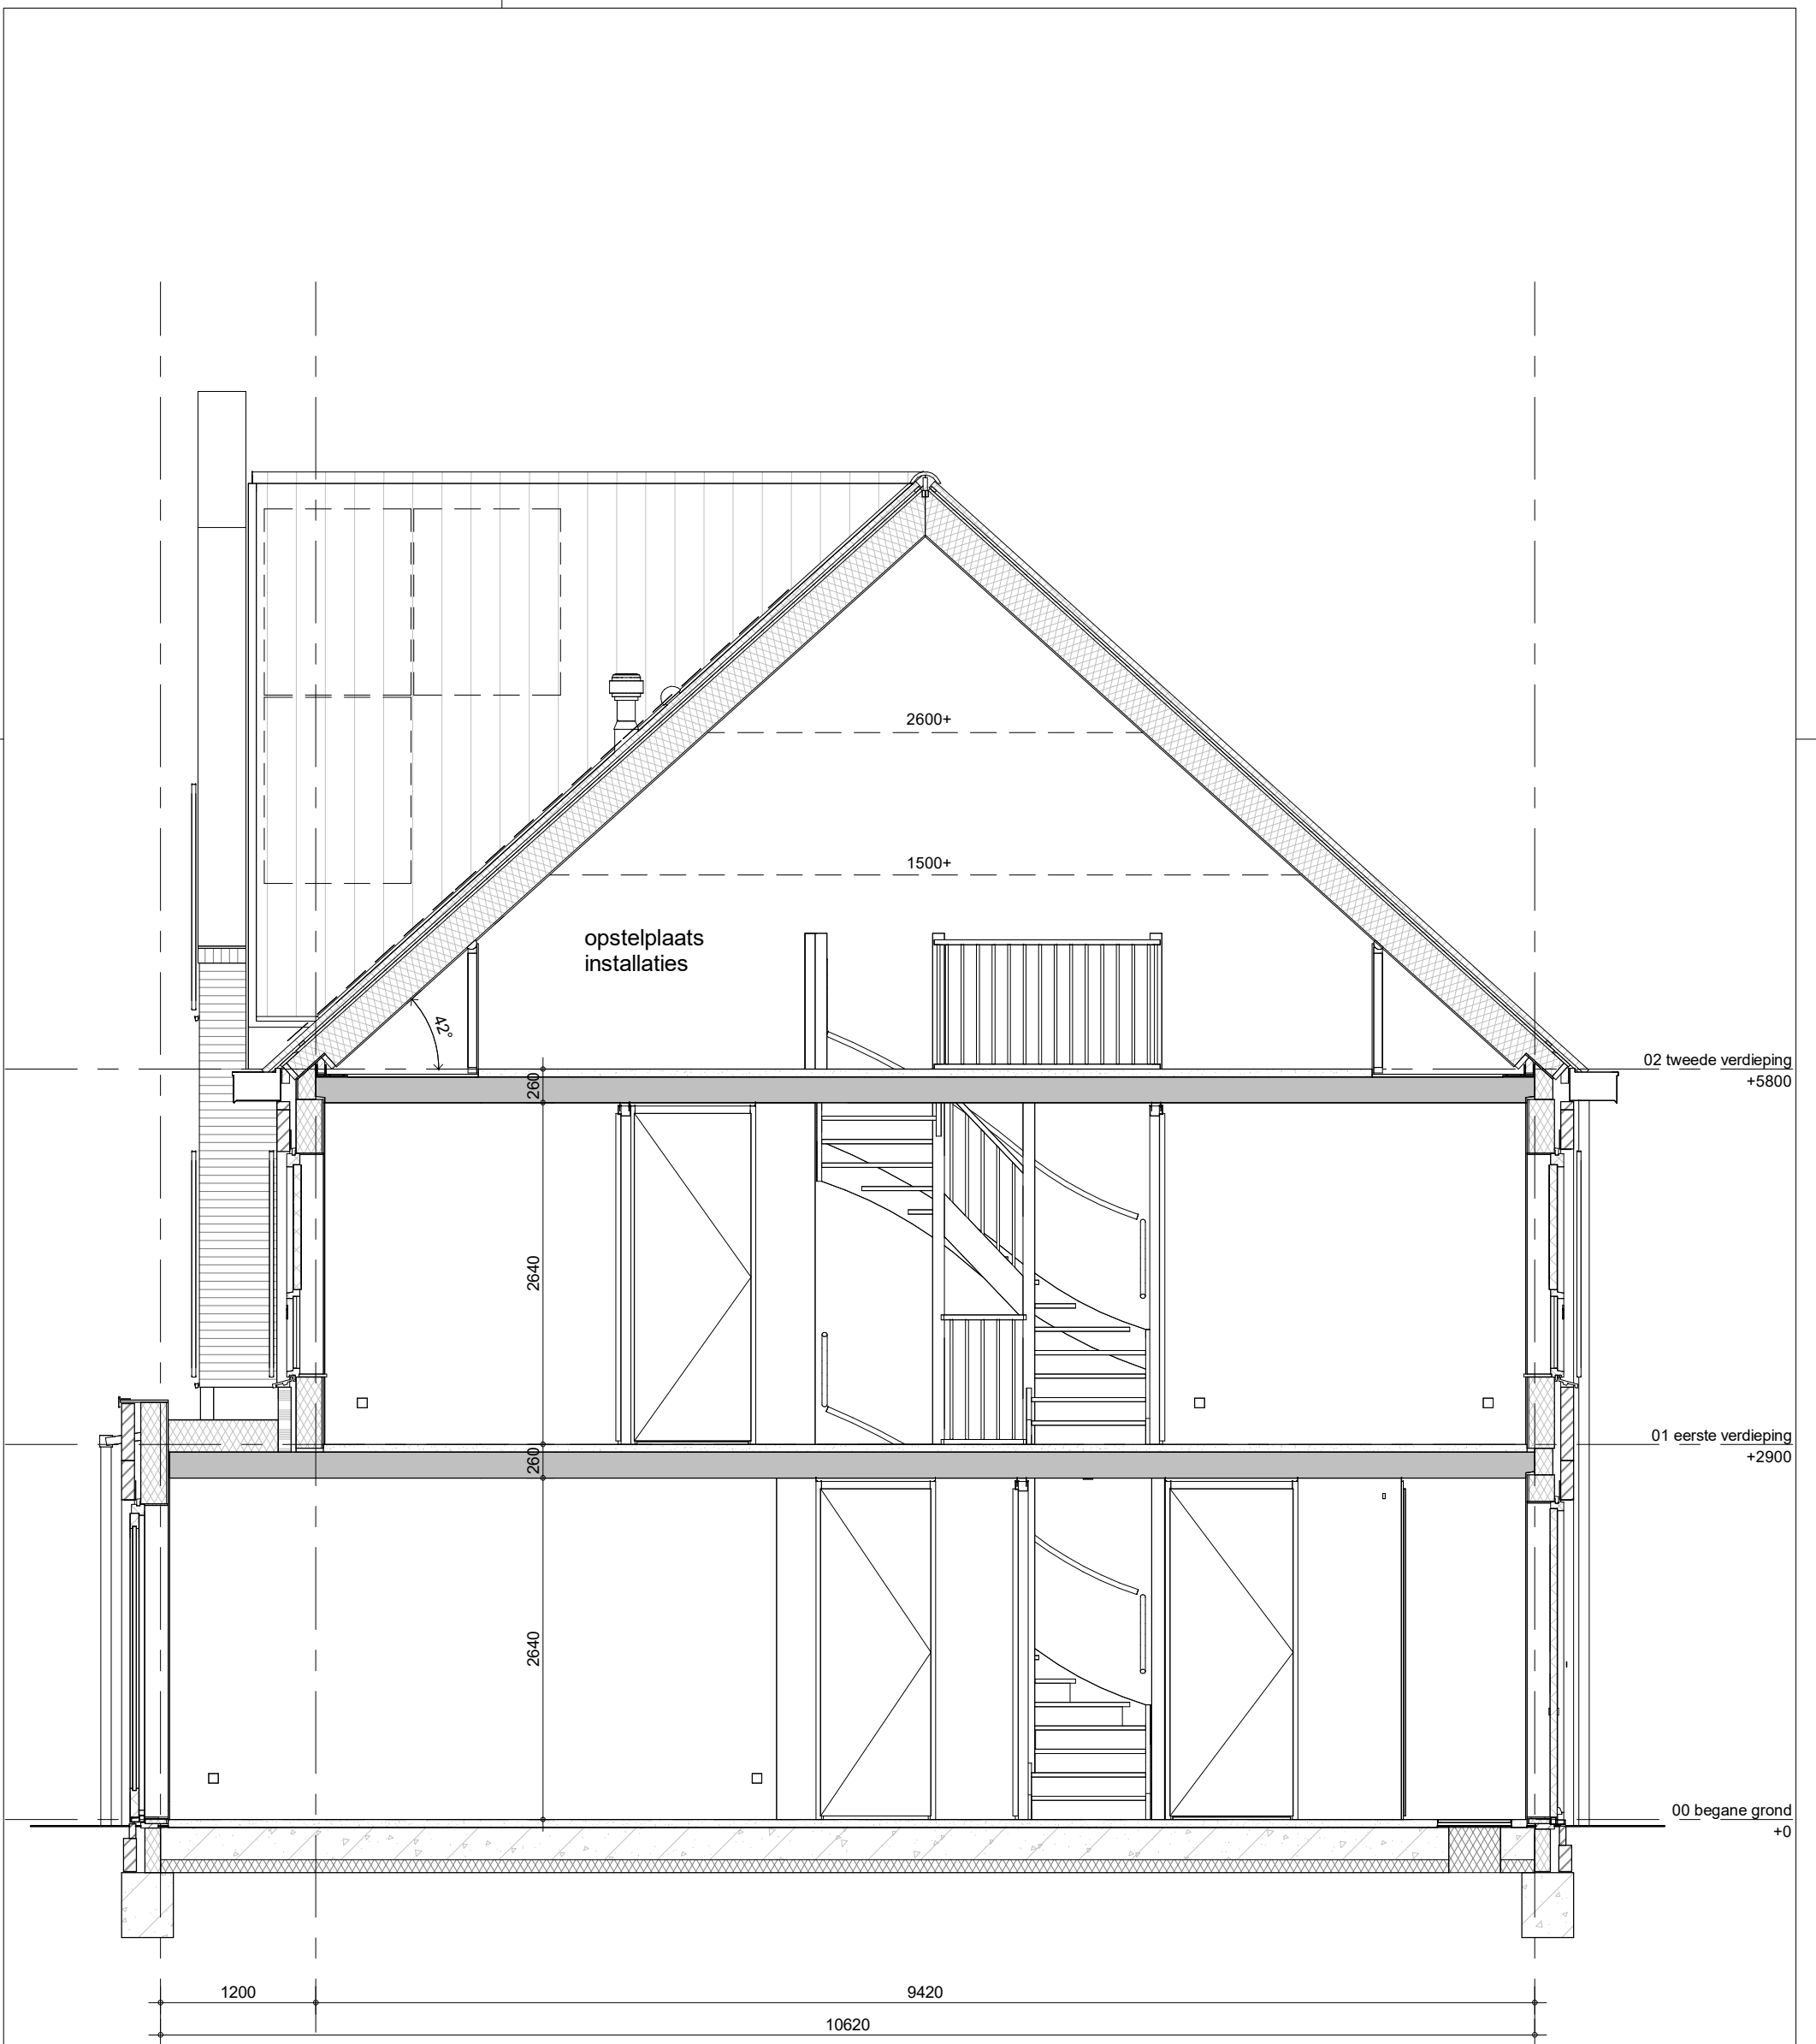 2600+
1500+
opstelplaats
installaties
42°
02 tweede verdieping
+5800
260
2640
01 eerste verdieping
+2900
260
2640
00 begane grond
+0
1200
9420
10620